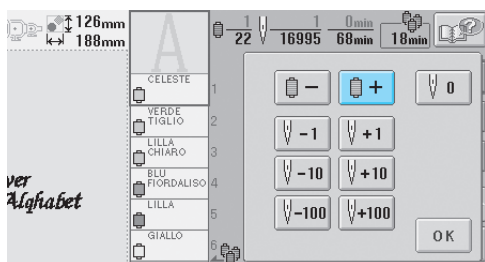 126mm
188mm
1
22
1
16995
0min
68min
18min
A
CELESTE
1
VERDE
TIGLIO
2
LILLA
CHIARO
3
BLU
FIORDALISO
4
LILLA
5
GIALLO
6
Alphabet
−
+
0
−1
+1
−10
+10
−100
+100
OK